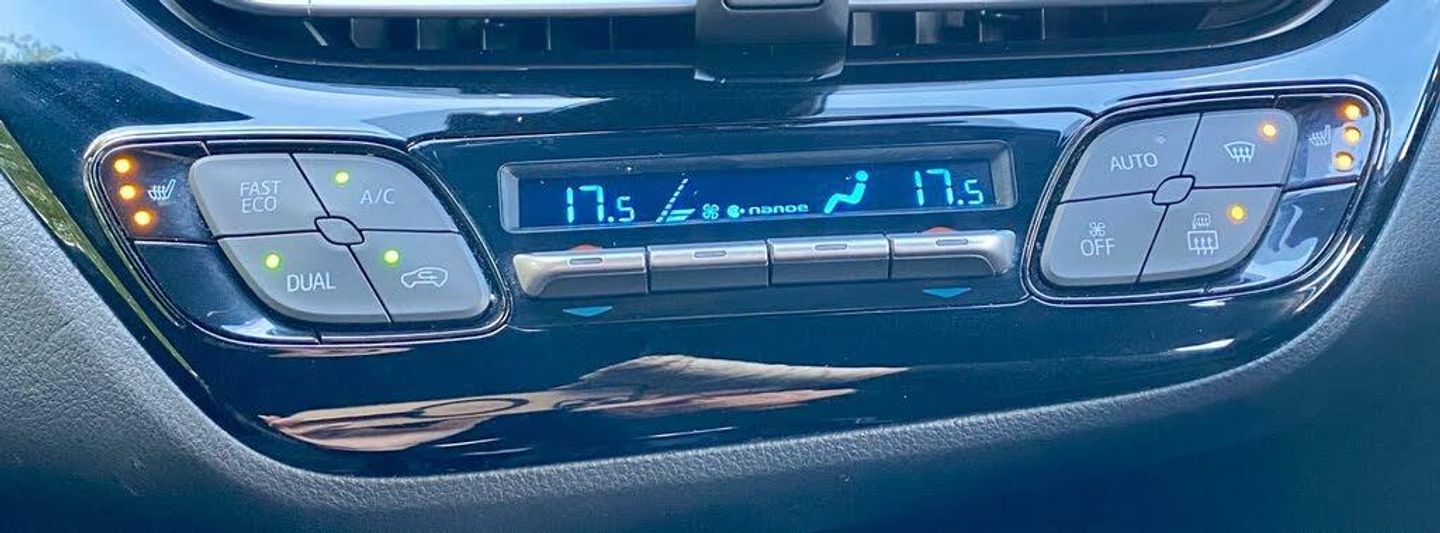 FAST
ECO
A/C
DUAL
17.5
nanoe
17.5
AUTO
OFF